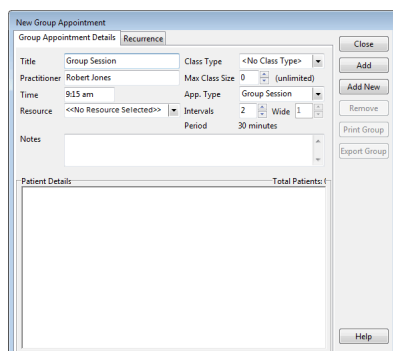 New Group Appointment
Group Appointment Details Recurrence
Close
Title Group Session Class Type <No Class Type>
Add
Practitioner Robert Jones Max Class Size 0 (unlimited)
Add New
Time 9:15 am App. Type Group Session
Remove
Resource <<No Resource Selected>> Intervals 2 Wide 1
Period 30 minutes
Print Group
Notes
Export Group
Patient Details Total Patients:
Help